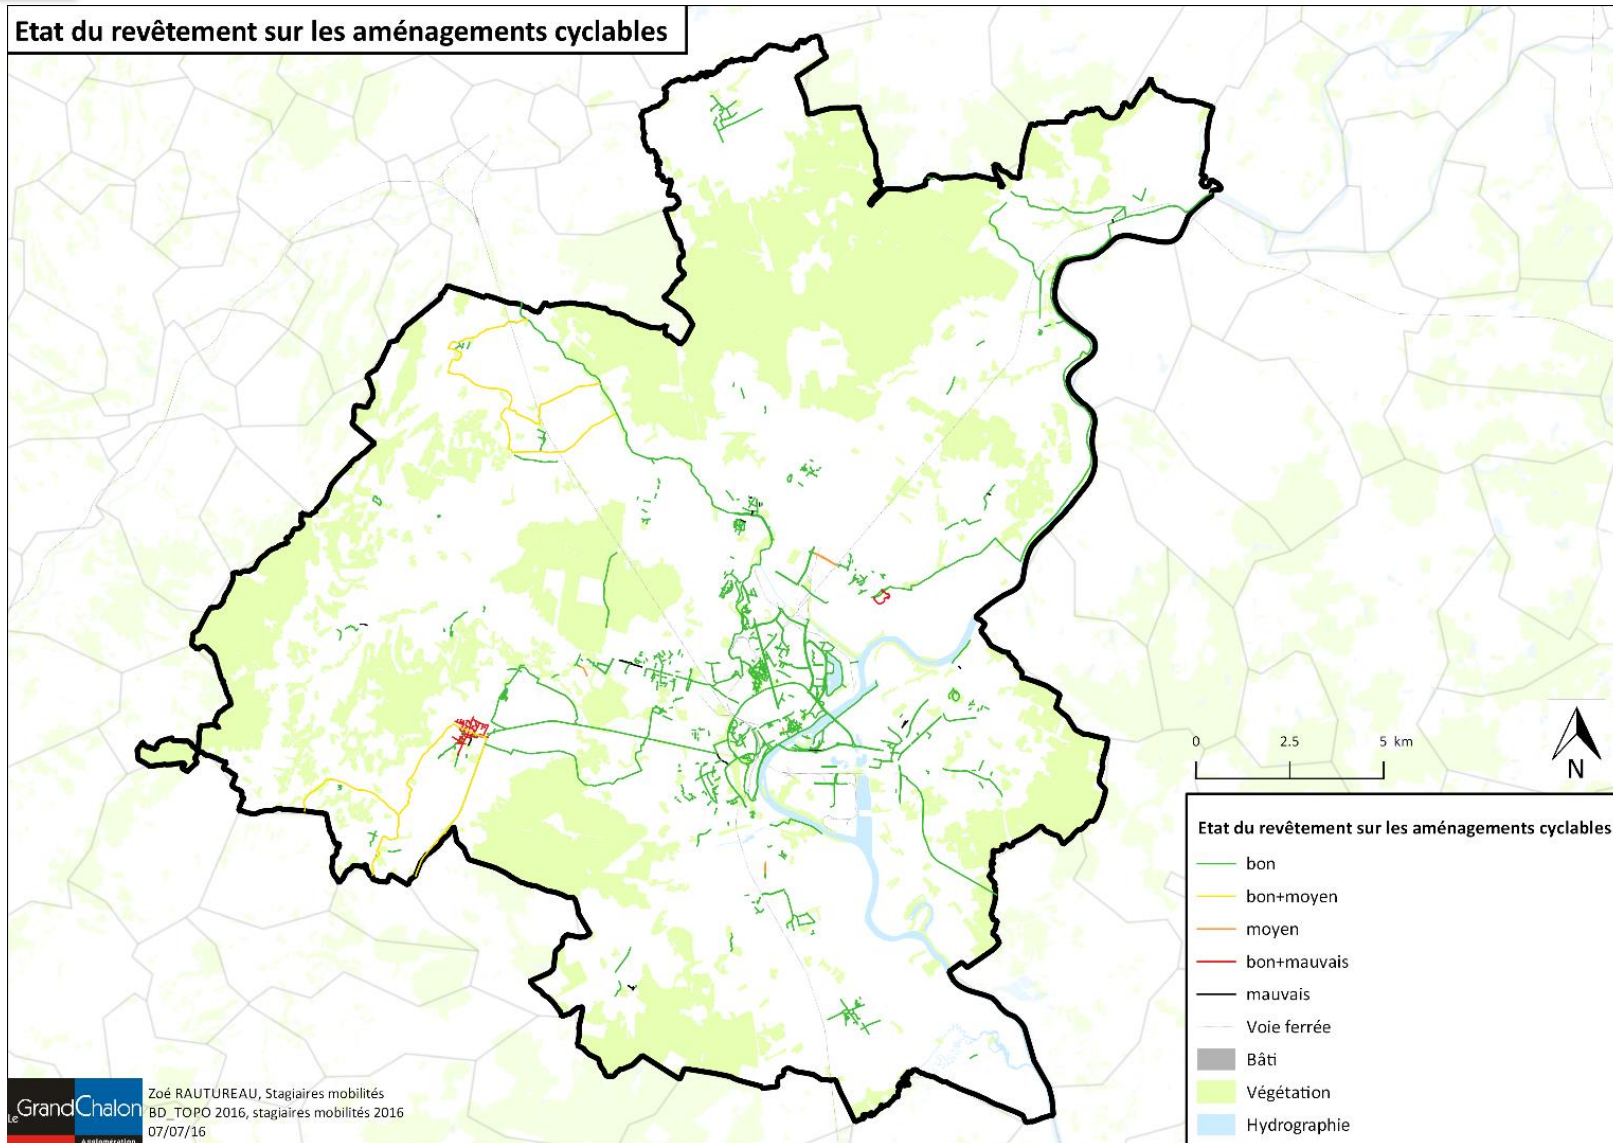 Etat du revêtement sur les aménagements cyclables
0 2.5 5 km
N
Etat du revêtement sur les aménagements cyclables
bon
bon+moyen
moyen
bon+mauvais
mauvais
Voie ferrée
Bâti
Végétation
Hydrographie
Le GrandChalon
Agglomération
Zoé RAUTUREAU, Stagiaires mobilités
BD_TOPO 2016, stagiaires mobilités 2016
07/07/16